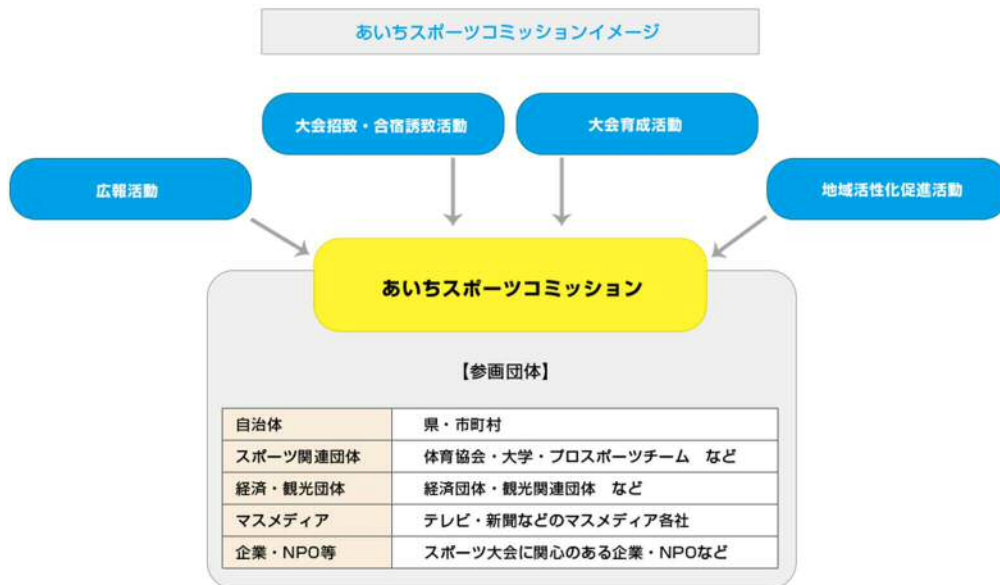 あいちスポーツコミッションイメージ
大会招致・合宿誘致活動
大会育成活動
広報活動
地域活性化促進活動
あいちスポーツコミッション
【参画団体】
自治体 県・市町村
スポーツ関連団体 体育協会・大学・プロスポーツチーム など
経済・観光団体 経済団体・観光関連団体 など
マスメディア テレビ・新聞などのマスメディア各社
企業・NPO等 スポーツ大会に関心のある企業・NPOなど